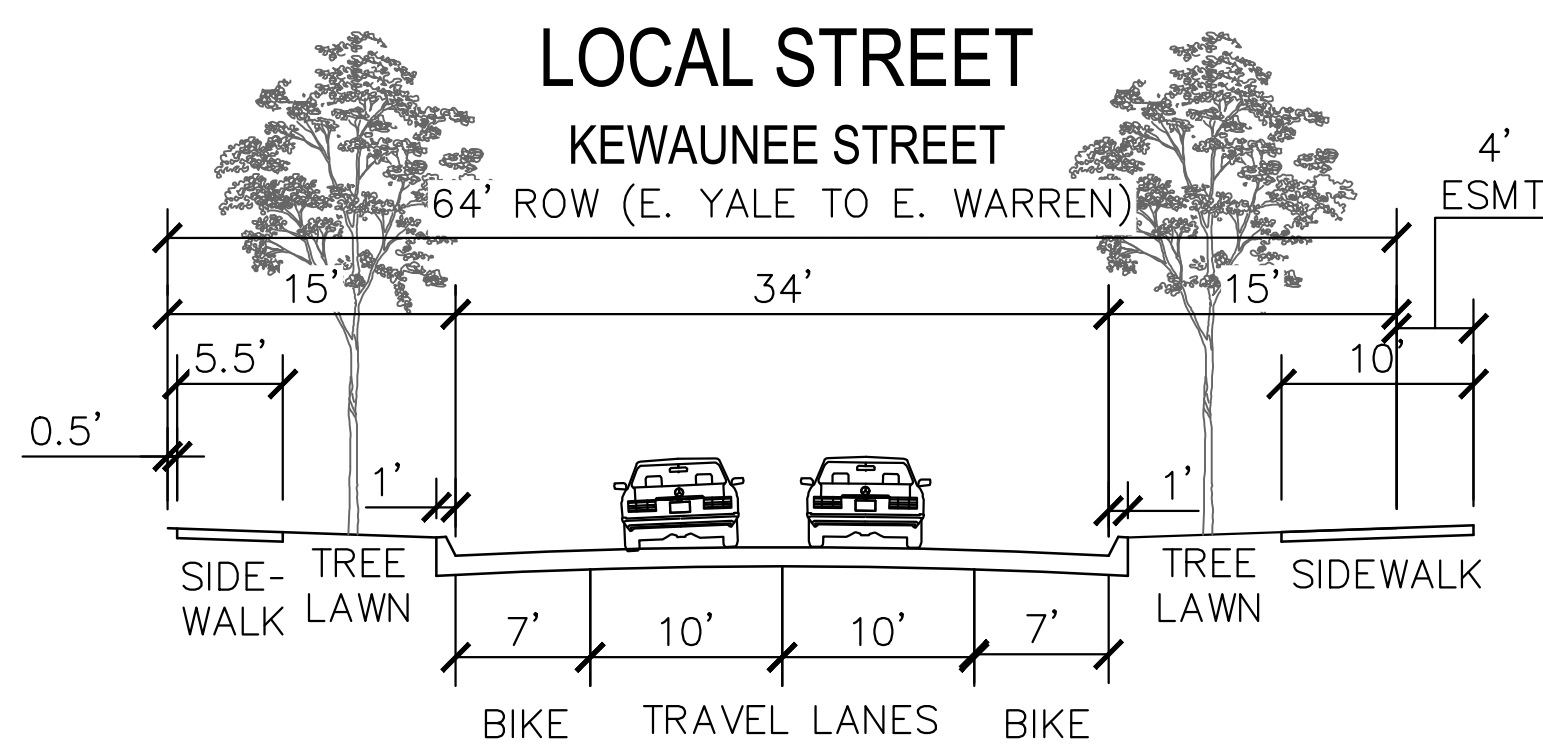 LOCAL STREET
KEWAUNEE STREET
64' ROW (E. YALE TO E. WARREN)
4'
ESMT
15'
34'
15'
5.5'
10'
0.5'
1'
1'
SIDE-
WALK
TREE
LAWN
TREE
LAWN
SIDEWALK
7'
10'
10'
7'
BIKE
TRAVEL LANES
BIKE